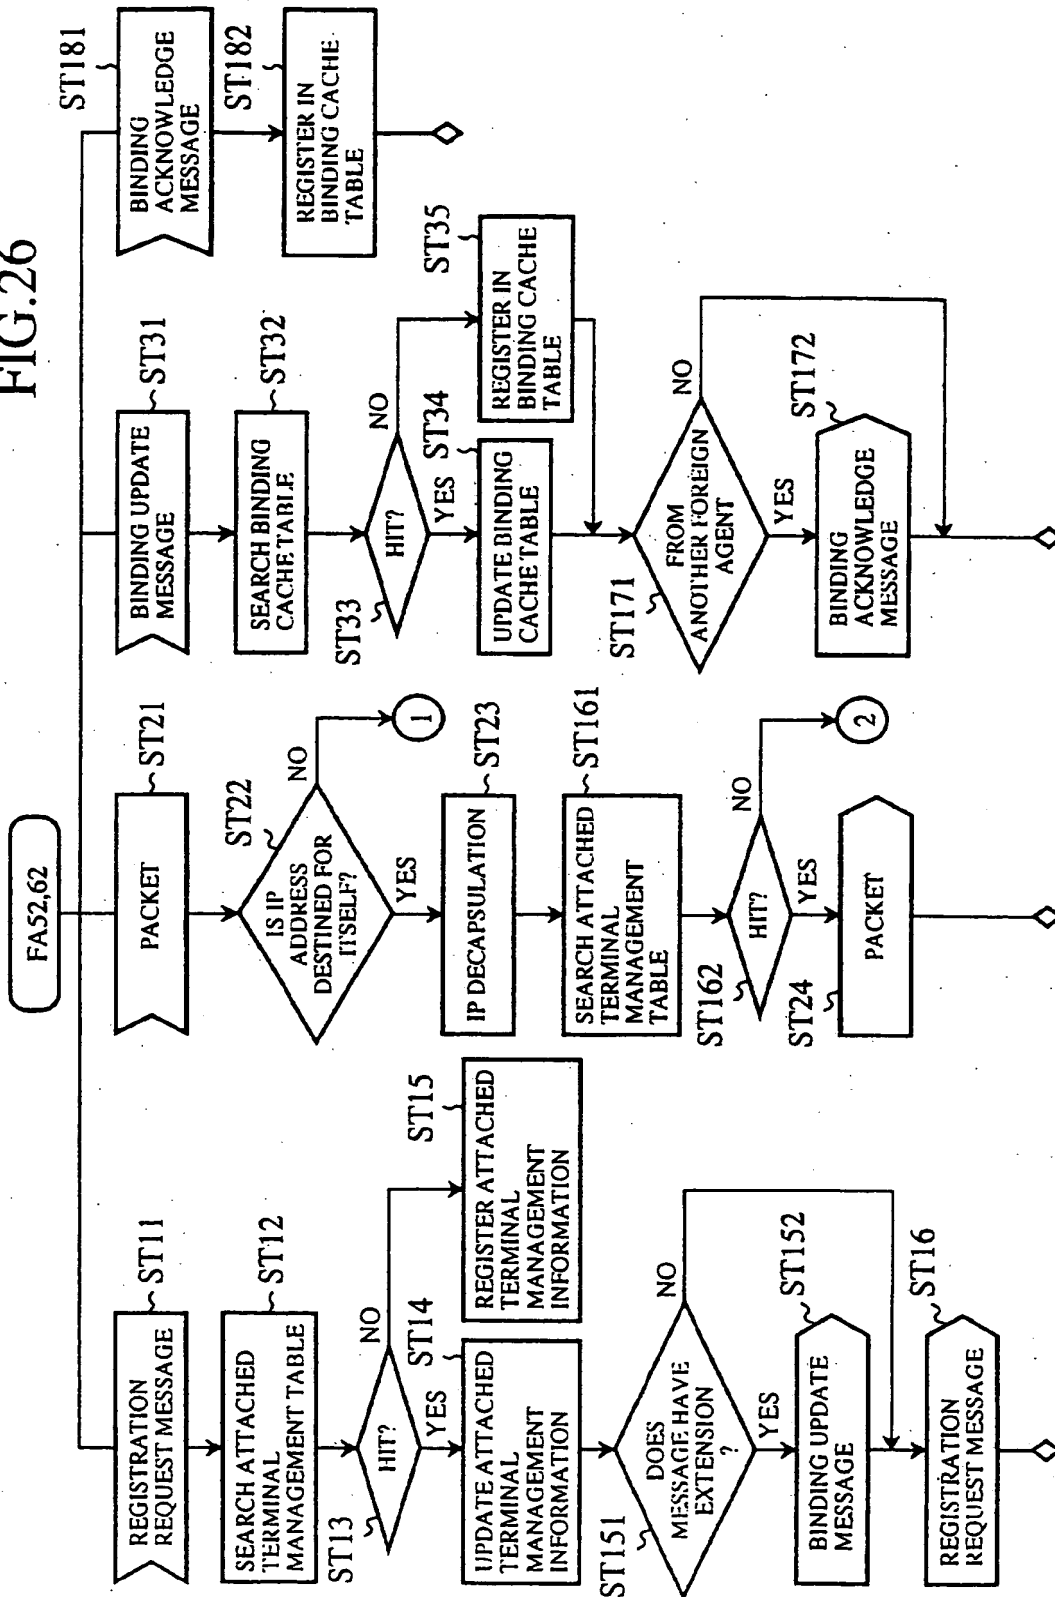 FIG.26
FA52,62
REGISTRATION
REQUEST MESSAGE
ST11
SEARCH ATTACHED
TERMINAL
MANAGEMENT TABLE
ST12
HIT?
ST13
NO
YES
UPDATE ATTACHED
TERMINAL
MANAGEMENT
INFORMATION
ST14
REGISTER ATTACHED
TERMINAL
MANAGEMENT
INFORMATION
ST15
DOES
MESSAGE HAVE
EXTENSION
?
ST151
NO
YES
BINDING UPDATE
MESSAGE
ST152
REGISTRATION
REQUEST MESSAGE
ST16
PACKET
ST21
IS IP
ADDRESS
DESTINED FOR
ITSELF?
ST22
NO
1
YES
IP DECAPSULATION
ST23
SEARCH ATTACHED
TERMINAL
MANAGEMENT
TABLE
ST161
HIT?
ST162
NO
2
YES
PACKET
ST24
BINDING UPDATE
MESSAGE
ST31
SEARCH BINDING
CACHE TABLE
ST32
HIT?
ST33
NO
YES
UPDATE BINDING
CACHE TABLE
ST34
REGISTER IN
BINDING CACHE
TABLE
ST35
FROM
ANOTHER FOREIGN
AGENT
ST171
NO
YES
BINDING
ACKNOWLEDGE
MESSAGE
ST172
BINDING
ACKNOWLEDGE
MESSAGE
ST181
REGISTER IN
BINDING CACHE
TABLE
ST182